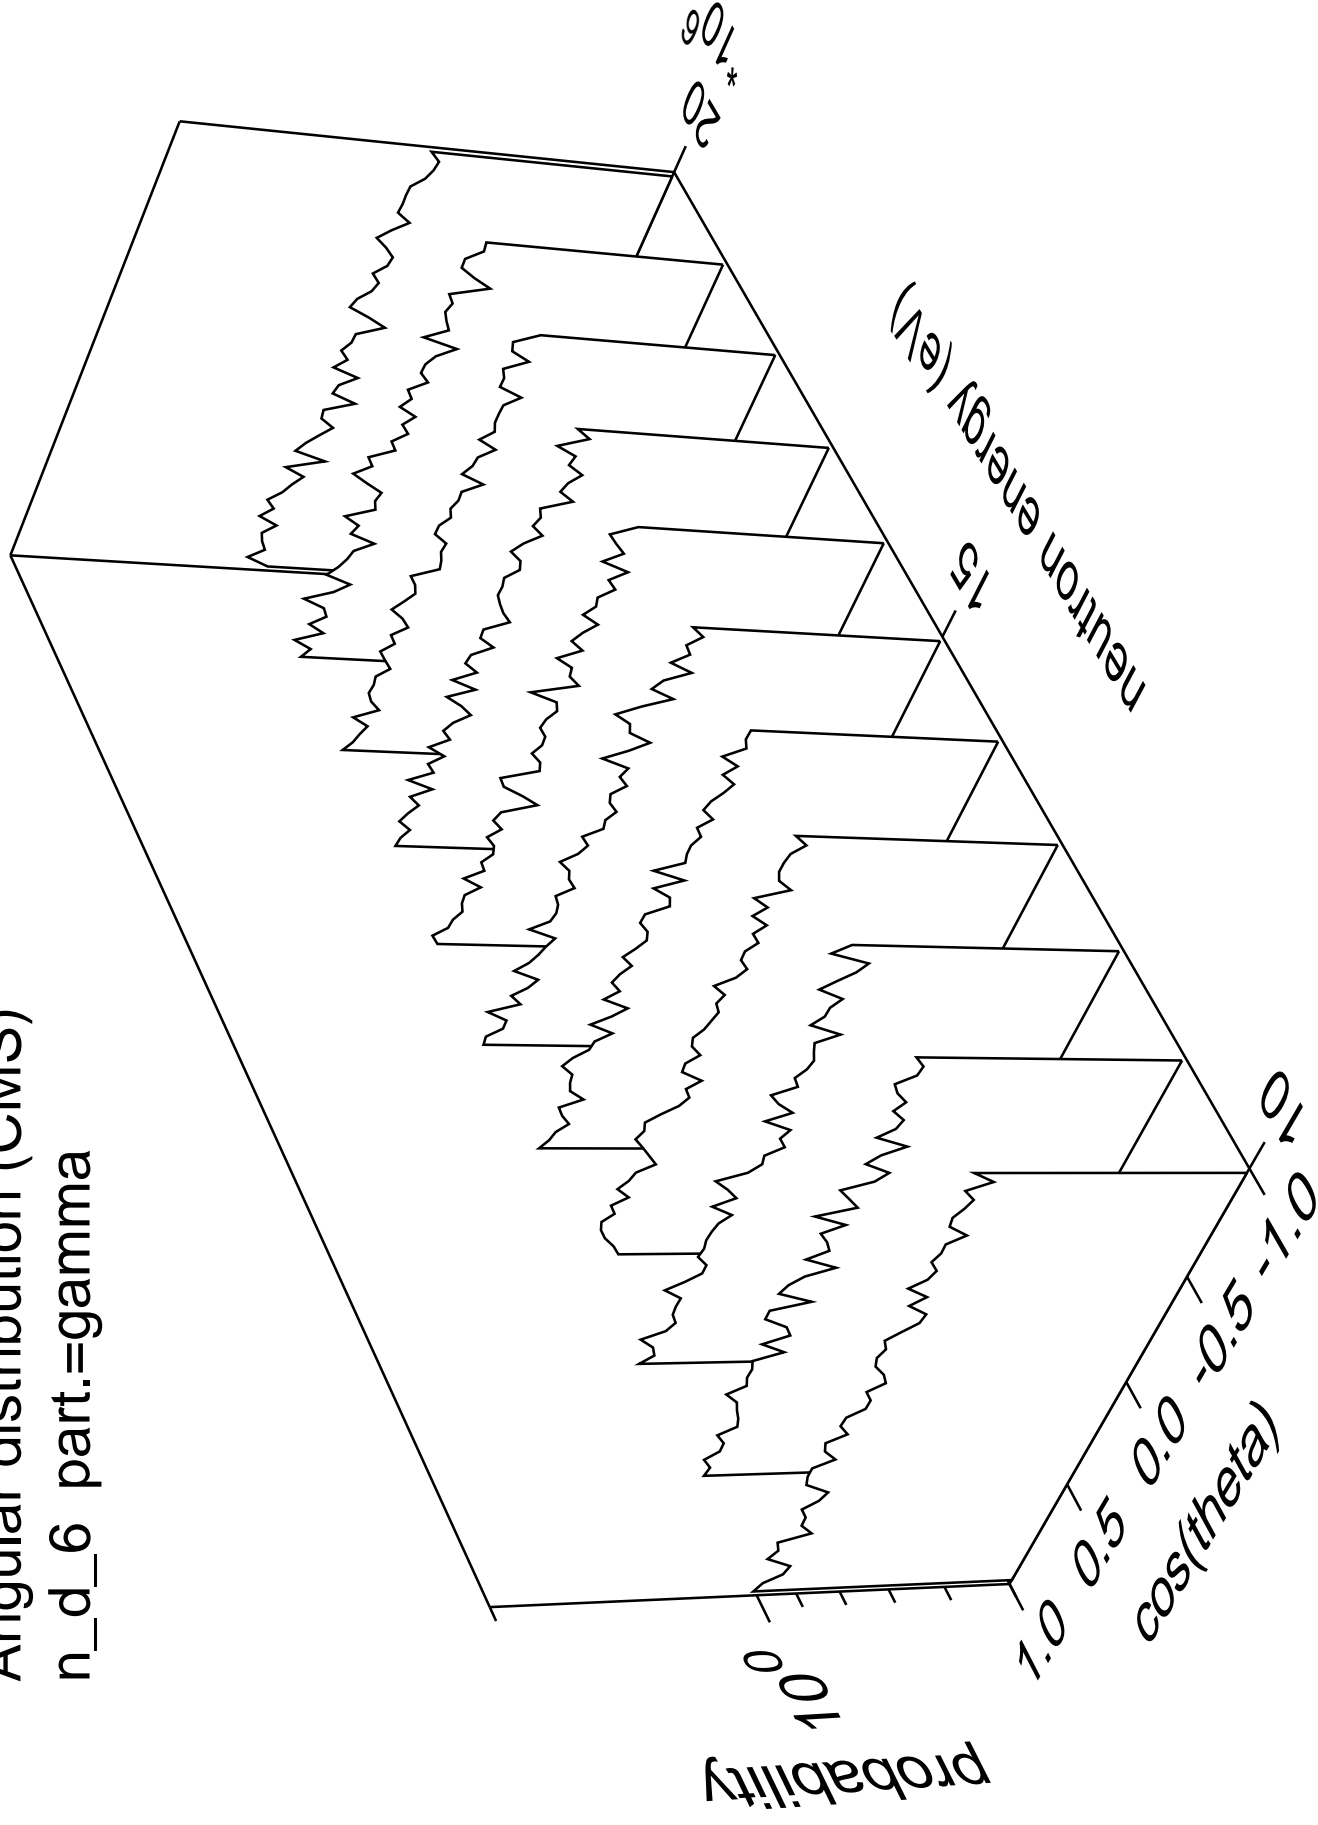 Angular distribution (CMS)
n_d_6 part.=gamma
probability
10^0
1.0 0.5 0.0 -0.5 -1.0
cos(theta)
10 15 20 *10^6
neutron energy (eV)